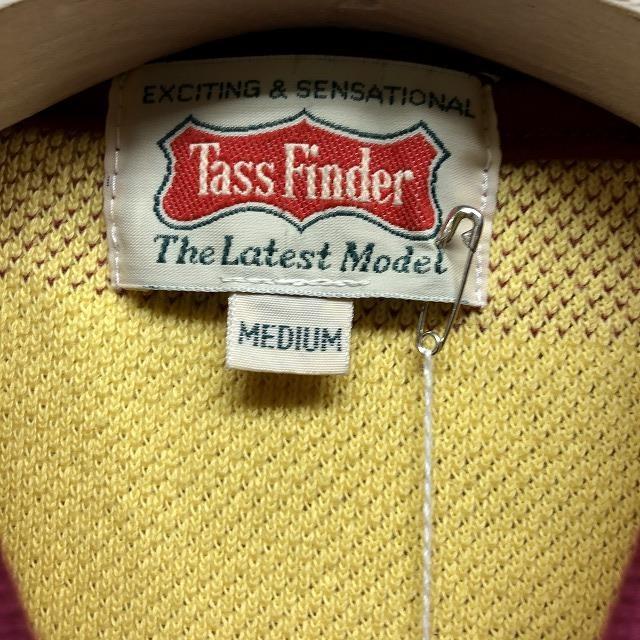 EXCITING & SENSATIONAL
Tass Finder
The Latest Model
MEDIUM